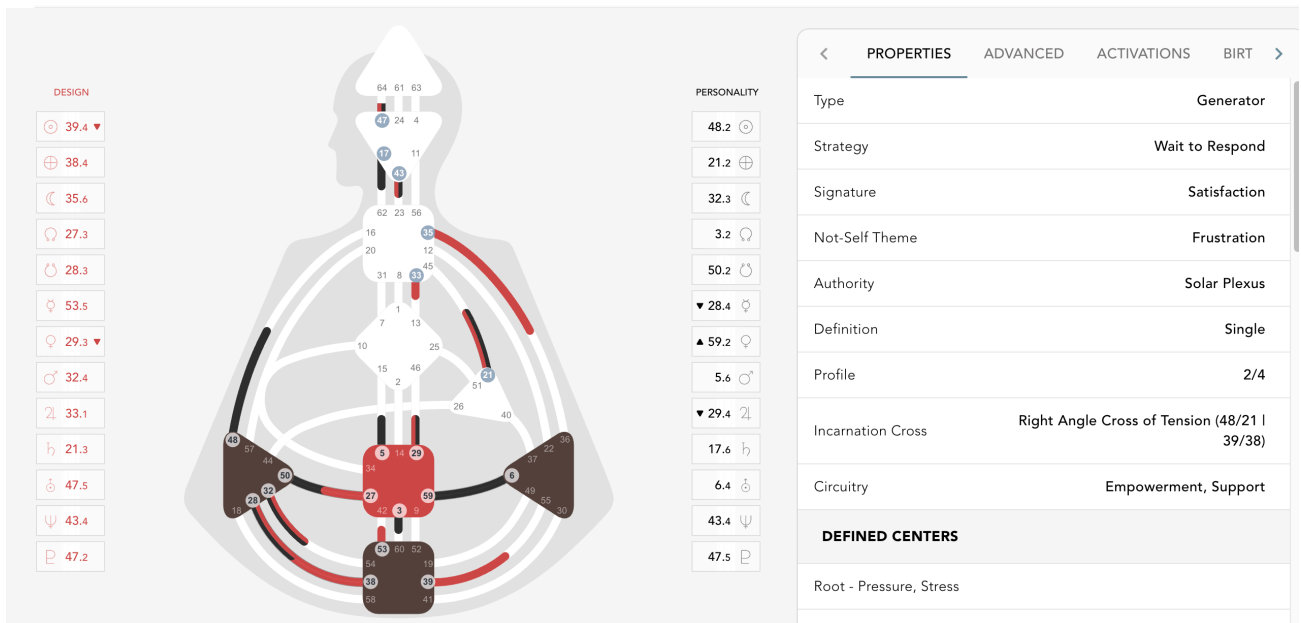 DESIGN
39.4 ▼
38.4
35.6
27.3
28.3
53.5
29.3 ▼
32.4
33.1
21.3
47.5
43.4
47.2
64 61 63
47 24 4
17 11
43
62 23 56
16 35
20 12
45
31 8 33
1
7 13
10 25
15 46
2
21
51
26
40
48
57
44
50
32
28
18
36
22
37
6
49
55
30
5 14 29
34
27 59
42 3 9
53 60 52
54 19
38 39
58 41
PERSONALITY
48.2
21.2
32.3
3.2
50.2
▼ 28.4
▲ 59.2
5.6
▼ 29.4
17.6
6.4
43.4
47.5
PROPERTIES ADVANCED ACTIVATIONS BIRT
Type Generator
Strategy Wait to Respond
Signature Satisfaction
Not-Self Theme Frustration
Authority Solar Plexus
Definition Single
Profile 2/4
Incarnation Cross Right Angle Cross of Tension (48/21 |
39/38)
Circuitry Empowerment, Support
DEFINED CENTERS
Root - Pressure, Stress